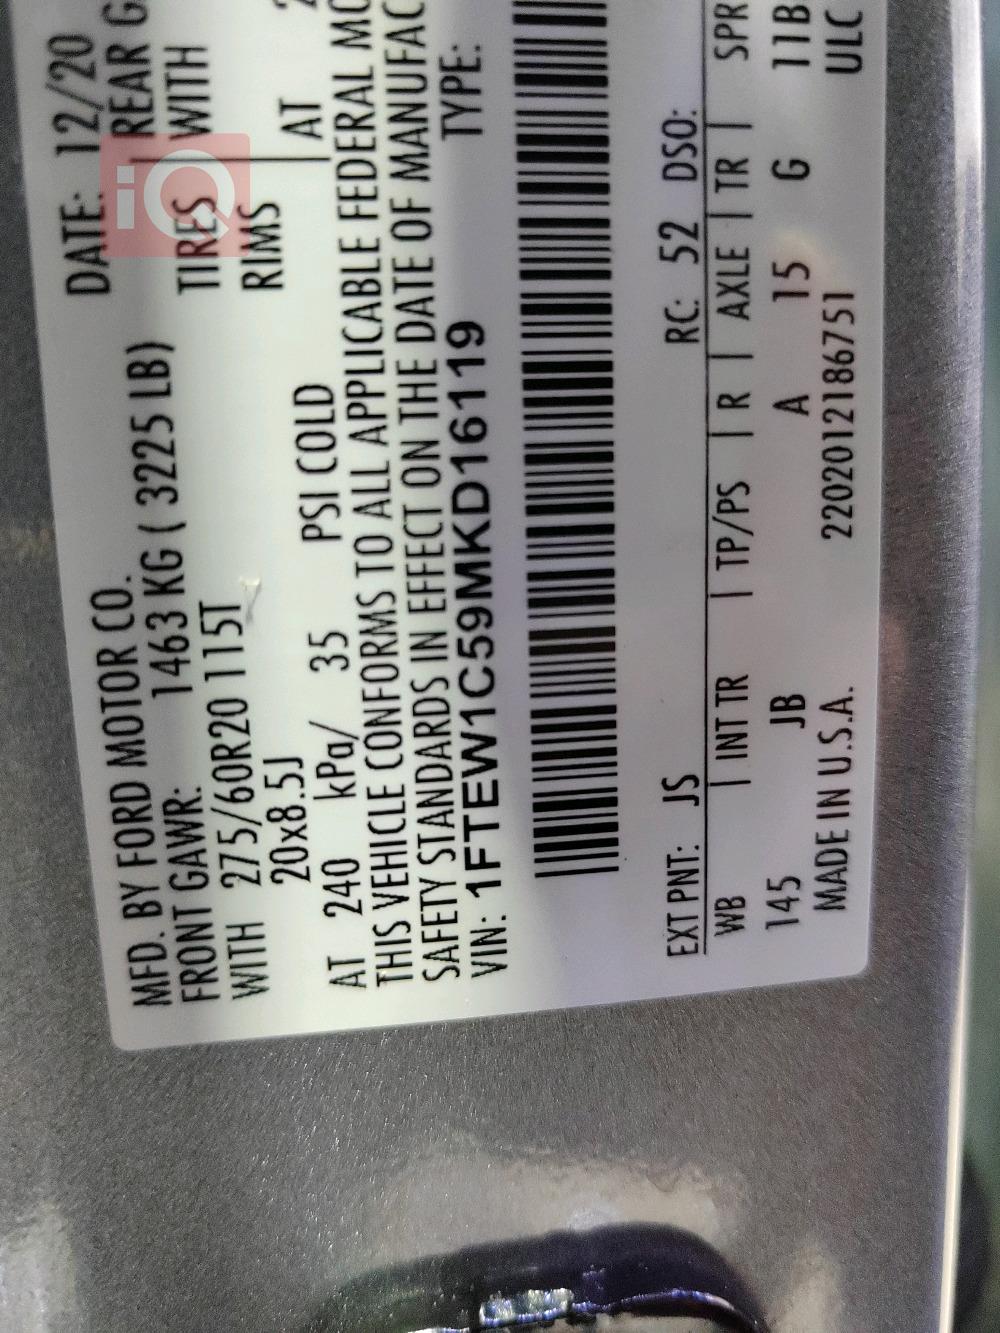 MFD. BY FORD MOTOR CO.
DATE: 12/20
FRONT GAWR: 1463 KG ( 3225 LB)
REAR
WITH 275/60R20 115T
TIRES WITH
20x8.5J
RIMS
AT 240 kPa/ 35 PSI COLD
AT
THIS VEHICLE CONFORMS TO ALL APPLICABLE FEDERAL
SAFETY STANDARDS IN EFFECT ON THE DATE OF
VIN: 1FTEW1C59MKD16119
TYPE:
EXT PNT: JS RC: 52 DSO:
WB | INT TR | TP/PS | R | AXLE | TR | SPR
145 JB A 15 G 11B
MADE IN U.S.A. 220201218675I ULC
iQ